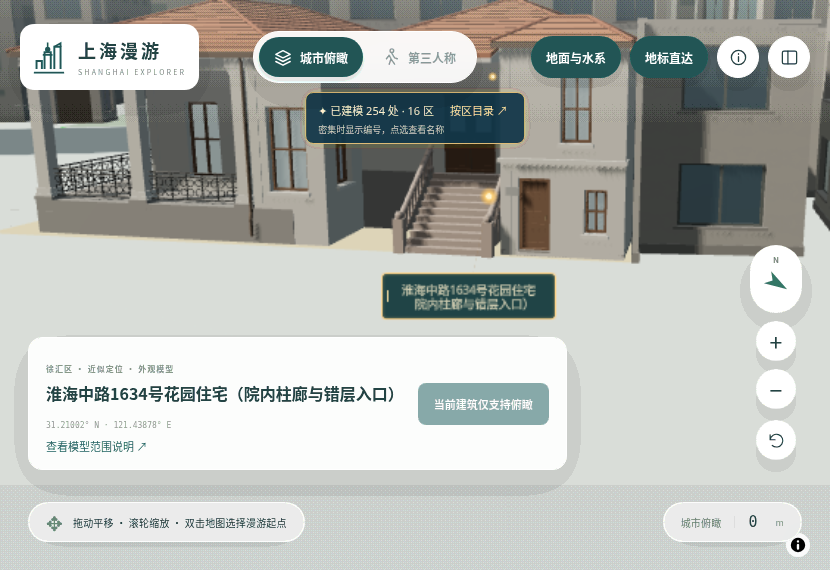 上海漫游
SHANGHAI EXPLORER
城市俯瞰
第三人称
地面与水系
地标直达
✦ 已建模 254 处 · 16 区 按区目录 ↗
密集时显示编号，点选查看名称
淮海中路1634号花园住宅
院内柱廊与错层入口）
N
徐汇区 · 近似定位 · 外观模型
淮海中路1634号花园住宅（院内柱廊与错层入口）
当前建筑仅支持俯瞰
31.21002° N · 121.43878° E
查看模型范围说明 ↗
拖动平移 · 滚轮缩放 · 双击地图选择漫游起点
城市俯瞰 0 m